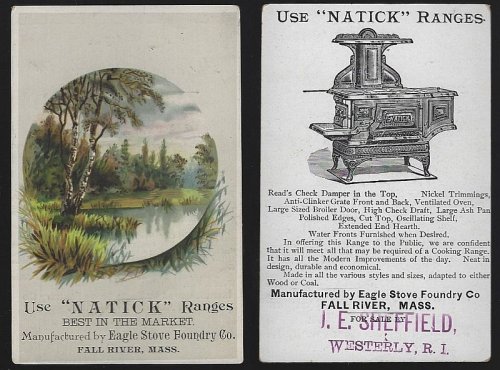 Use "NATICK" Ranges
BEST IN THE MARKET.
Manufactured by Eagle Stove Foundry Co.
FALL RIVER, MASS.
USE "NATICK" RANGES.
NATICK
Read's Check Damper in the Top, Nickel Trimmings,
Anti-Clinker Grate Front and Back, Ventilated Oven,
Large Sized Broiler Door, High Check Draft, Large Ash Pan
Polished Edges, Cut Top, Oscillating Shelf,
Extended End Hearth.
Water Fronts Furnished when Desired.
In offering this Range to the Public, we are confident
that it will meet all that may be required of a Cooking Range.
It has all the Modern Improvements of the day. Neat in
design, durable and economical.
Made in all the various styles and sizes, adapted to either
Wood or Coal.
Manufactured by Eagle Stove Foundry Co
FALL RIVER, MASS.
FOR SALE BY
J. E. SHEFFIELD,
WESTERLY, R. I.